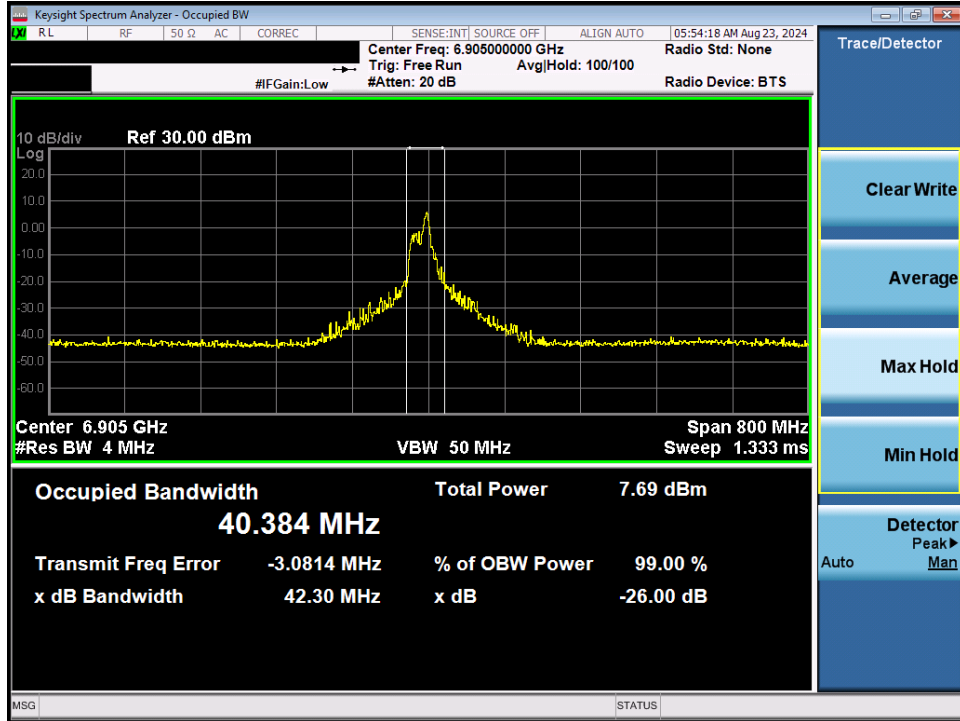 Keysight Spectrum Analyzer - Occupied BW
LXI RL RF 50 Ω AC CORREC SENSE:INT SOURCE OFF ALIGN AUTO 05:54:18 AM Aug 23, 2024
Center Freq: 6.905000000 GHz Radio Std: None
Trig: Free Run Avg|Hold: 100/100
#IFGain:Low #Atten: 20 dB Radio Device: BTS
Trace/Detector
10 dB/div Ref 30.00 dBm
Log
20.0
10.0
0.00
-10.0
-20.0
-30.0
-40.0
-50.0
-60.0
Center 6.905 GHz Span 800 MHz
#Res BW 4 MHz VBW 50 MHz Sweep 1.333 ms
Occupied Bandwidth Total Power 7.69 dBm
40.384 MHz
Transmit Freq Error -3.0814 MHz % of OBW Power 99.00 %
x dB Bandwidth 42.30 MHz x dB -26.00 dB
Clear Write
Average
Max Hold
Min Hold
Detector
Peak▶
Auto Man
MSG STATUS